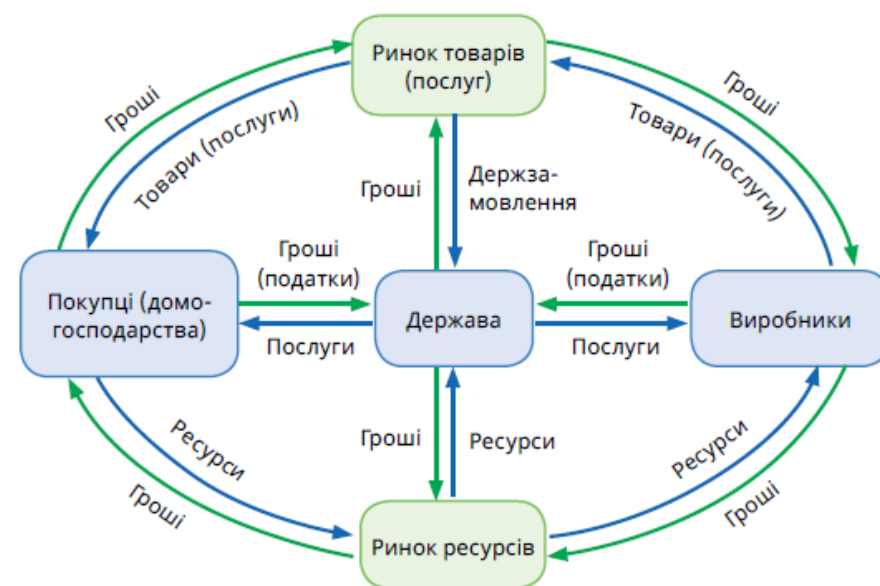 Ринок товарів
(послуг)
Гроші
Товари (послуги)
Гроші
Товари (послуги)
Гроші
Держза-
мовлення
Гроші
(податки)
Гроші
(податки)
Покупці (домо-
господарства)
Держава
Виробники
Послуги
Послуги
Ресурси
Гроші
Гроші
Ресурси
Ресурси
Гроші
Ринок ресурсів